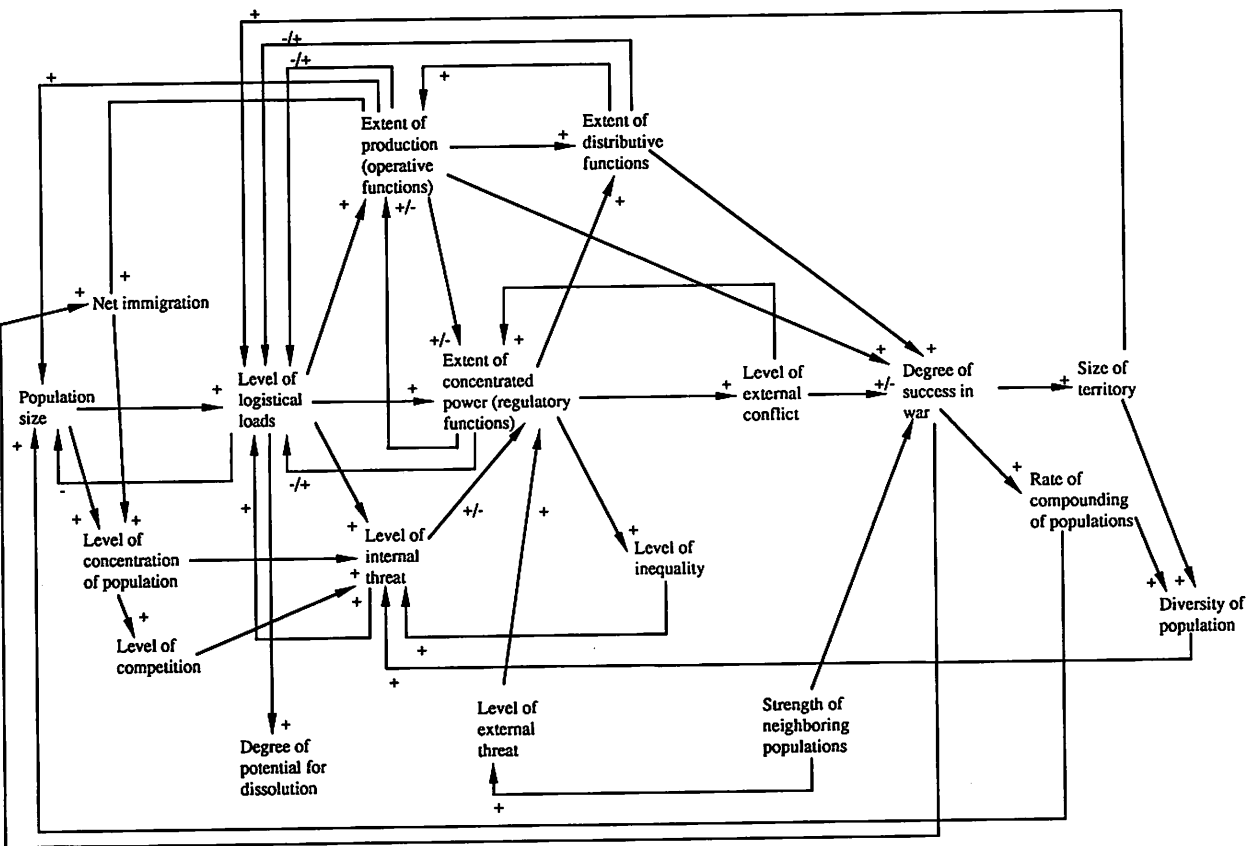 +
-/+
-/+
+
+
Extent of
production
(operative
functions)
+
Extent of
distributive
functions
+
+/-
+
+
+
Net immigration
+/-
+
Extent of
concentrated
power (regulatory
functions)
+
+
Population
size
+
+
Level of
logistical
loads
+
+
Level of
external
conflict
+/-
Degree of
success in
war
+
Size of
territory
-
-/+
+
+
+
Level of
concentration
of population
+
Level of
internal
threat
+
+
+/-
+
+
Level of
inequality
+
Rate of
compounding
of populations
+
+
Diversity of
population
+
Level of
competition
+
+
Level of
external
threat
Strength of
neighboring
populations
+
Degree of
potential for
dissolution
+